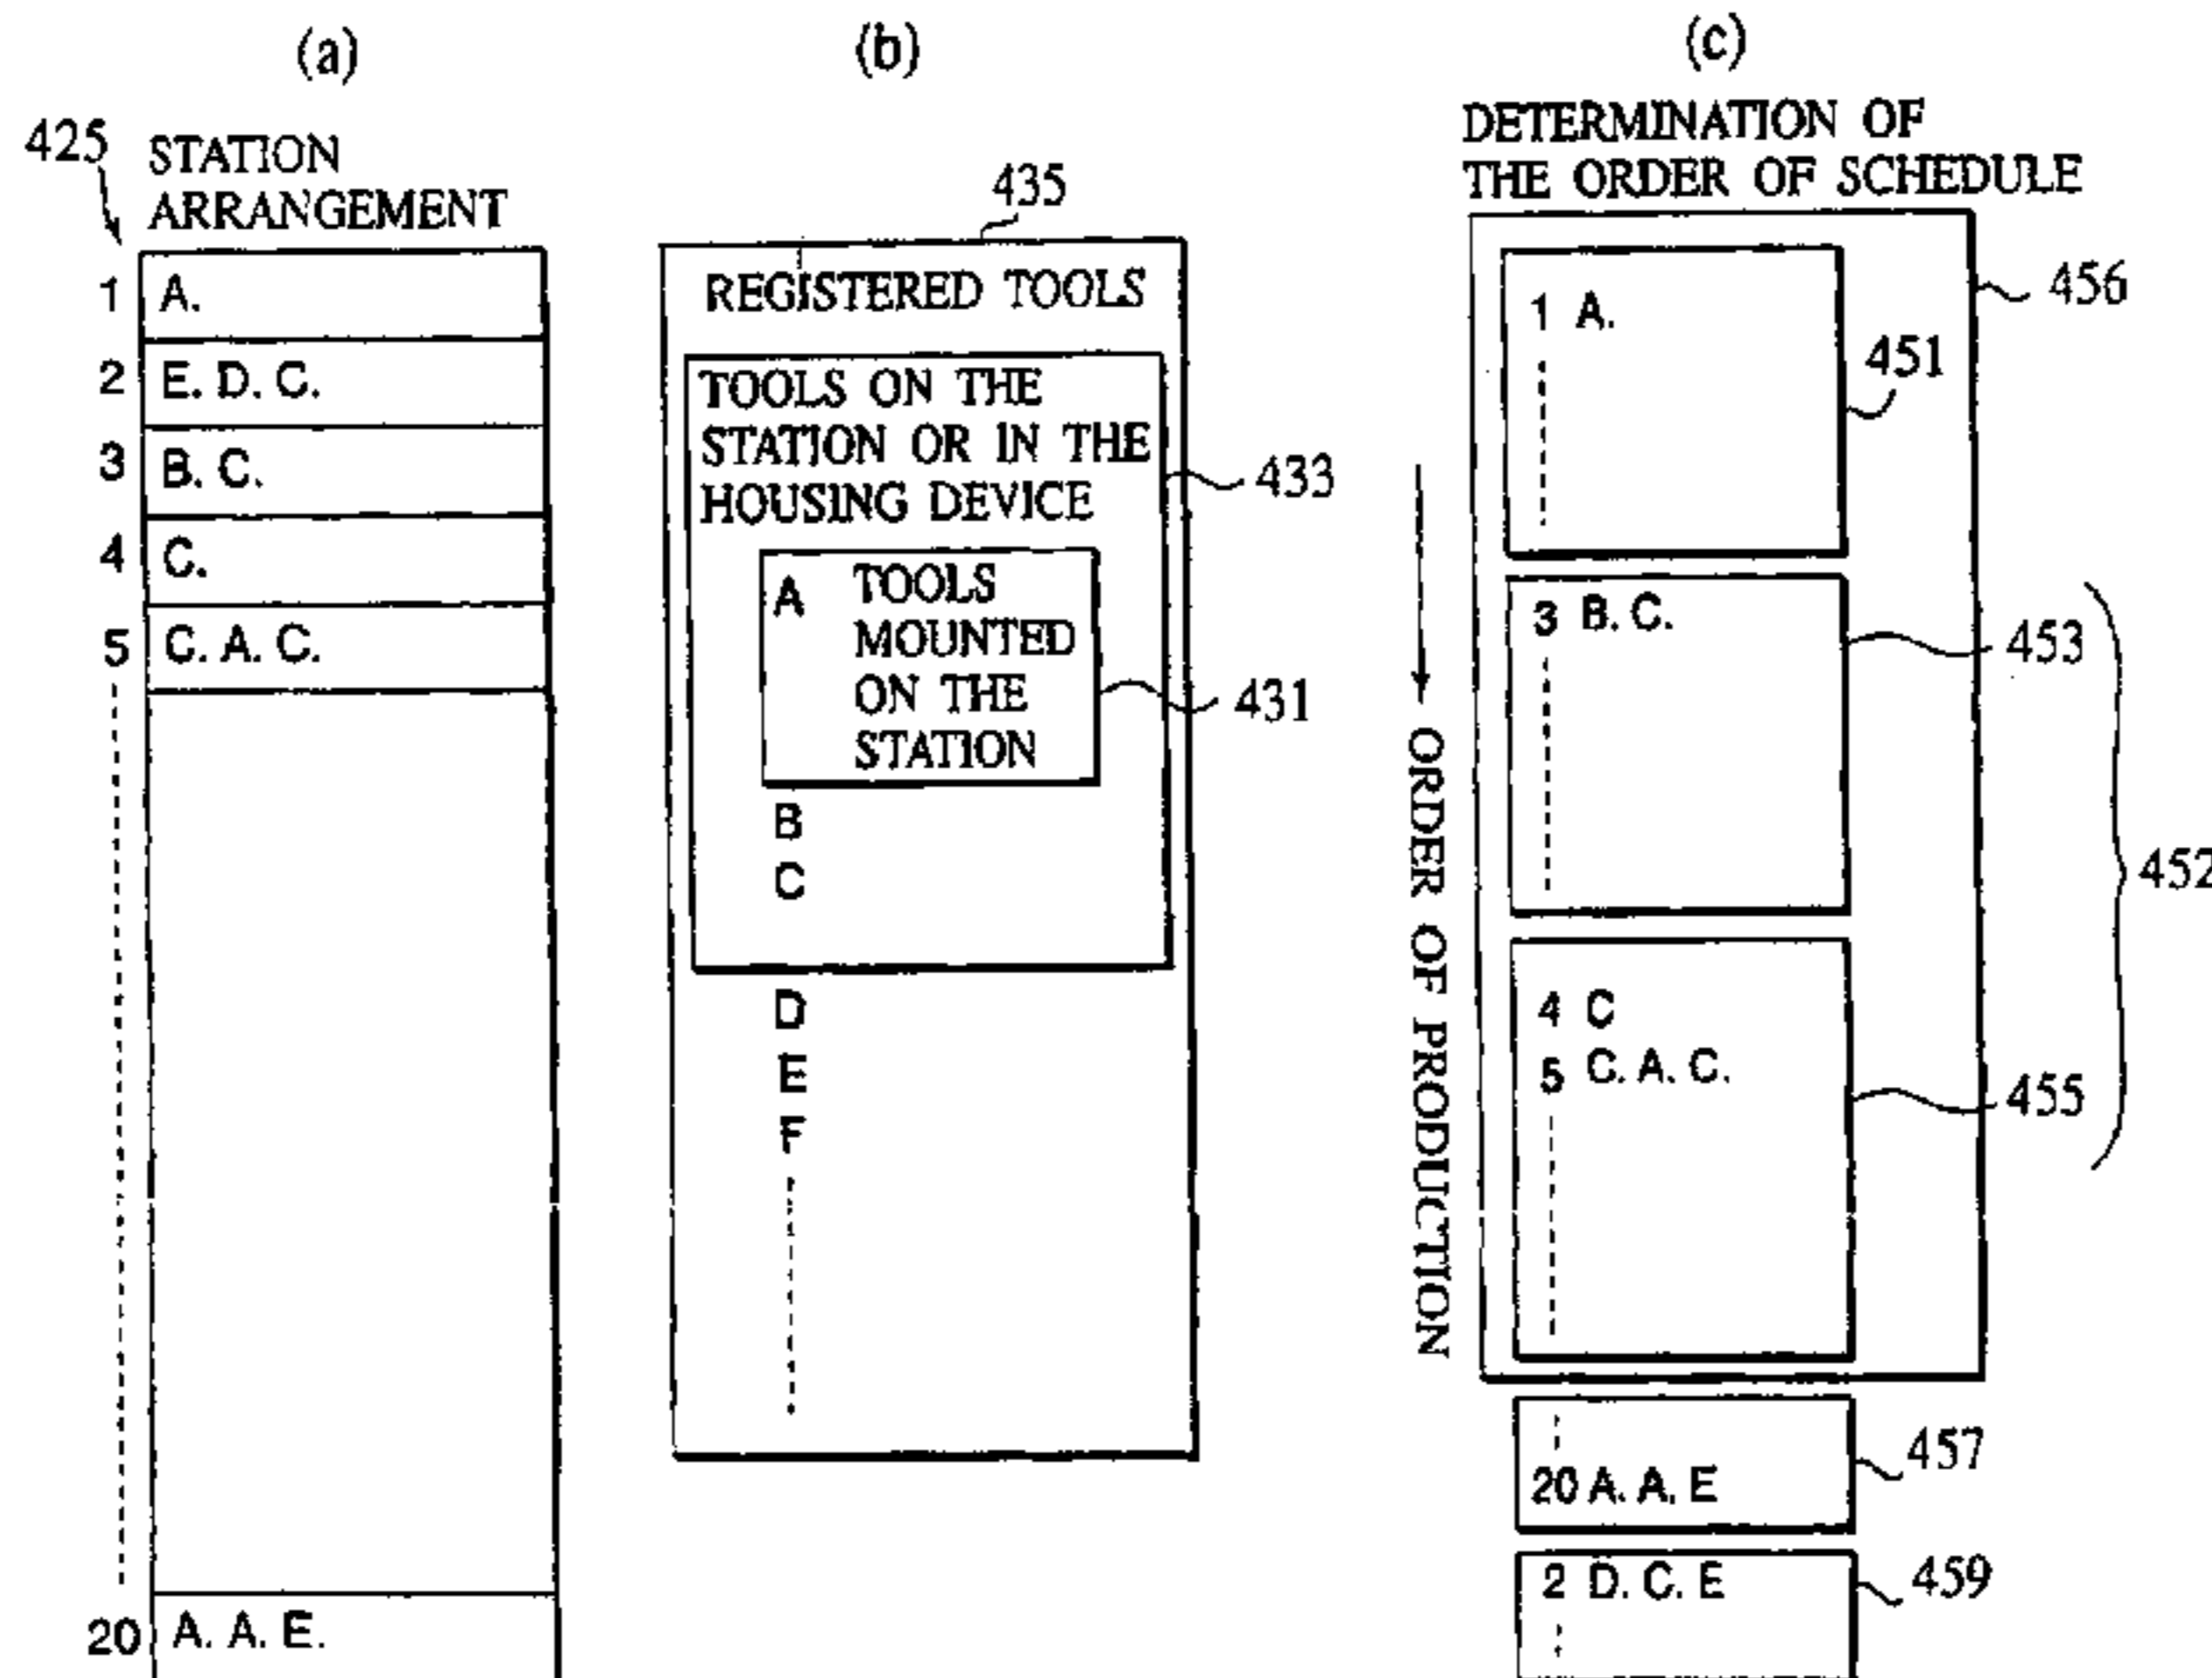 (a)
425
STATION
ARRANGEMENT
1 A.
2 E. D. C.
3 B. C.
4 C.
5 C. A. C.
20 A. A. E.
(b)
435
REGISTERED TOOLS
TOOLS ON THE
STATION OR IN THE
HOUSING DEVICE
433
A TOOLS
MOUNTED
ON THE
STATION
431
B
C
D
E
F
(c)
DETERMINATION OF
THE ORDER OF SCHEDULE
456
1 A.
451
ORDER OF PRODUCTION
3 B. C.
453
452
4 C
5 C. A. C.
455
20 A. A. E
457
2 D. C. E
459